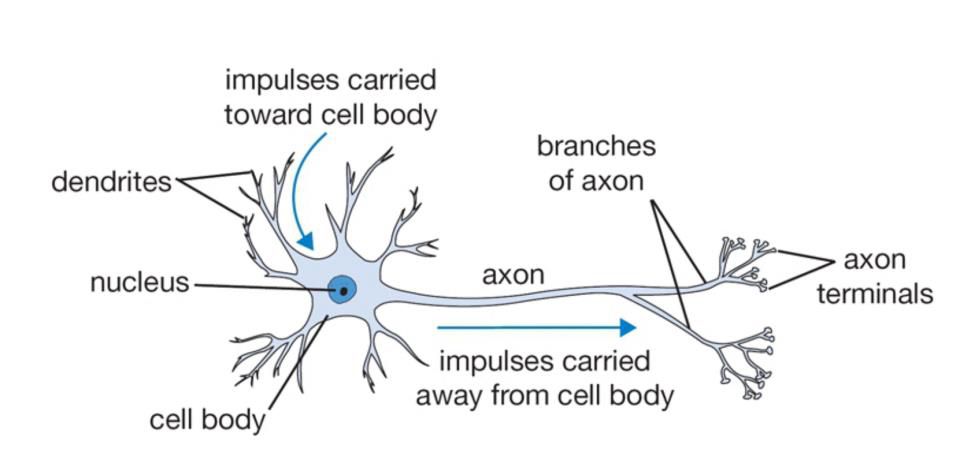 impulses carried
toward cell body
branches
of axon
dendrites
axon
terminals
nucleus
axon
impulses carried
away from cell body
cell body